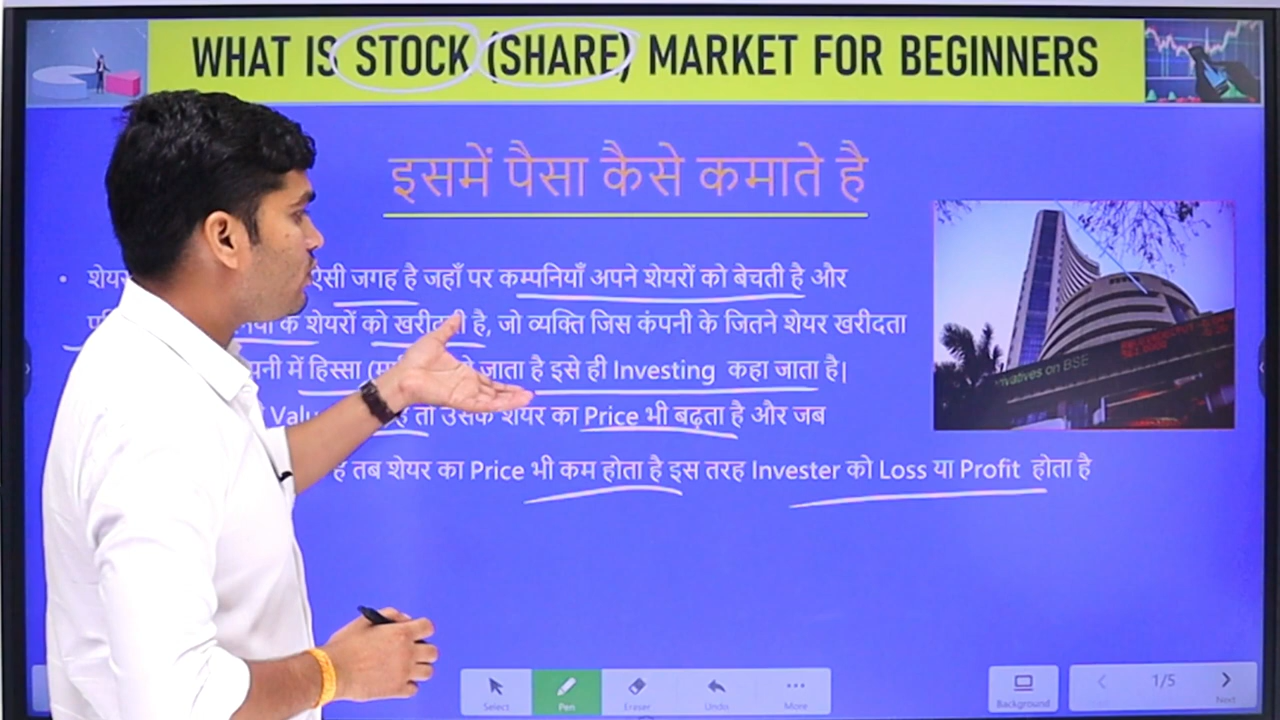 WHAT IS STOCK (SHARE) MARKET FOR BEGINNERS
इसमें पैसा कैसे कमाते है
ऐसी जगह है जहाँ पर कम्पनियाँ अपने शेयरों को बेचती है और
के शेयरों को है, जो व्यक्ति जिस कंपनी के जितने शेयर खरीदता
में हिस्सा जाता है इसे ही Investing कहा जाता है|
तो उसके शेयर का Price भी बढ़ता है और जब
तब शेयर का Price भी कम होता है इस तरह Invester को Loss या Profit होता है
BSE
Select
Pen
Eraser
Undo
More
Background
1/5
Next